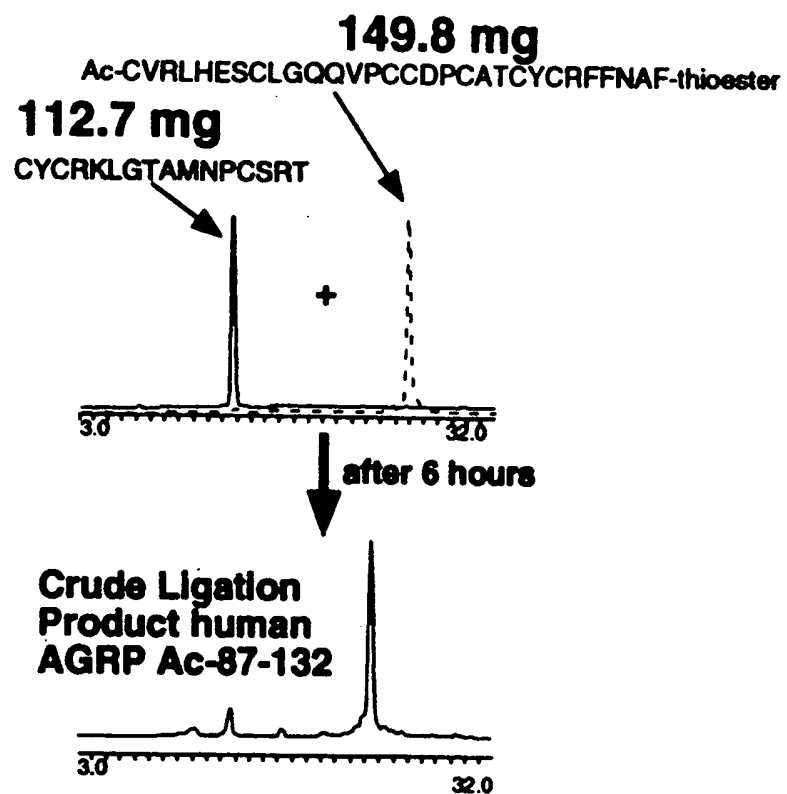 149.8 mg
Ac-CVRLHESCLGQQVPCCDPCATCYCRFFNAF-thioester
112.7 mg
CYCRKLGTAMNPCSRT
+
3.0 32.0
after 6 hours
Crude Ligation
Product human
AGRP Ac-87-132
3.0 32.0